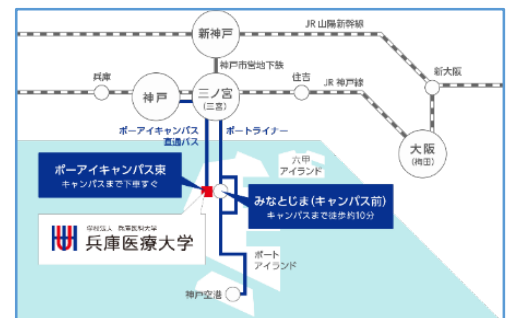 JR 山陽新幹線
新神戸
神戸市営地下鉄
新大阪
兵庫
神戸
三ノ宮
(三宮)
住吉
JR 神戸線
ポーアイキャンパス
直通バス
ポートライナー
大阪
(梅田)
六甲
アイランド
ポーアイキャンパス東
キャンパスまで下車すぐ
みなとじま(キャンパス前)
キャンパスまで徒歩約10分
学校法人 兵庫医科大学
兵庫医療大学
ポート
アイランド
神戸空港